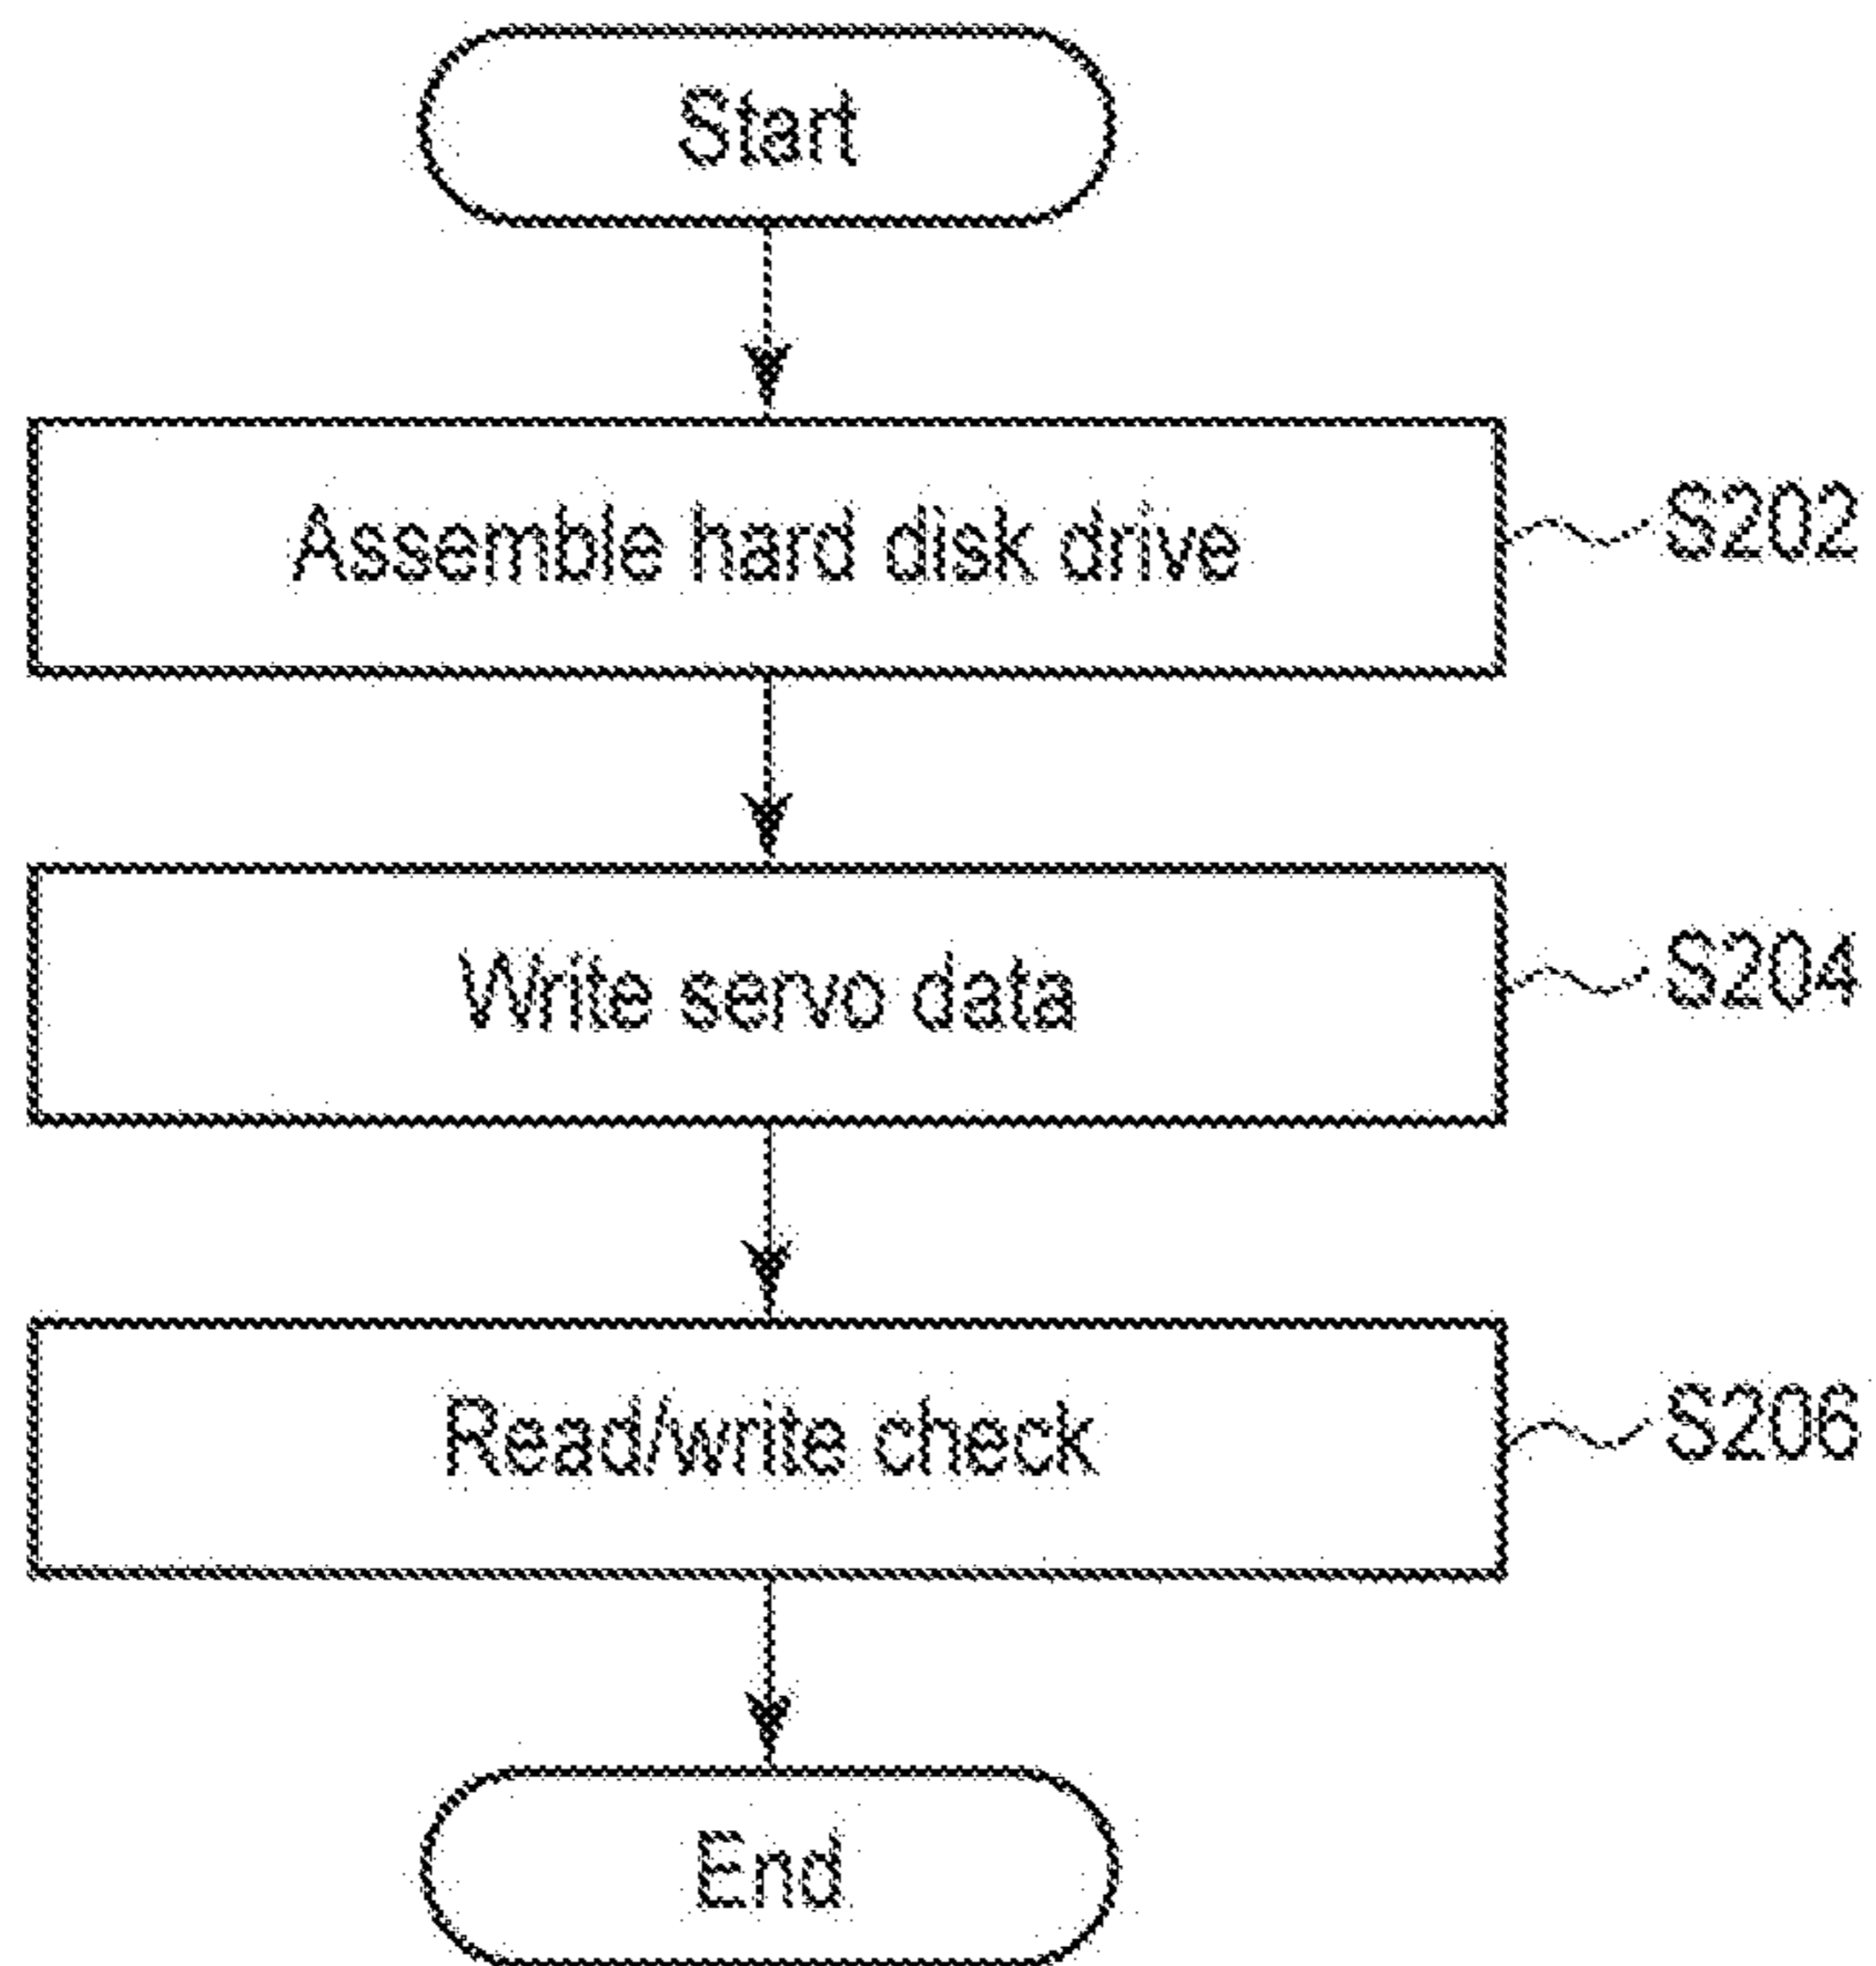 Start
Assemble hard disk drive
S202
Write servo data
S204
Read/write check
S206
End